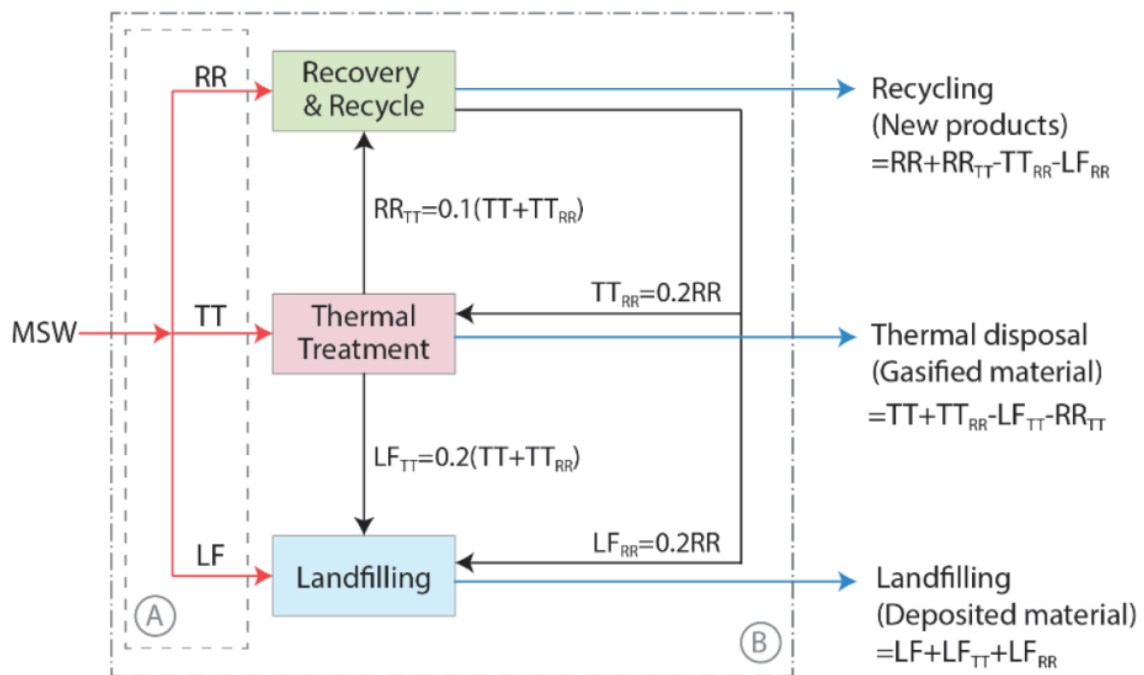 RR
Recovery
& Recycle
Recycling
(New products)
=RR+RR_TT-TT_RR-LF_RR
RR_TT=0.1(TT+TT_RR)
TT_RR=0.2RR
MSW
TT
Thermal
Treatment
Thermal disposal
(Gasified material)
=TT+TT_RR-LF_TT-RR_TT
LF_TT=0.2(TT+TT_RR)
LF_RR=0.2RR
LF
Landfilling
Landfilling
(Deposited material)
=LF+LF_TT+LF_RR
A
B